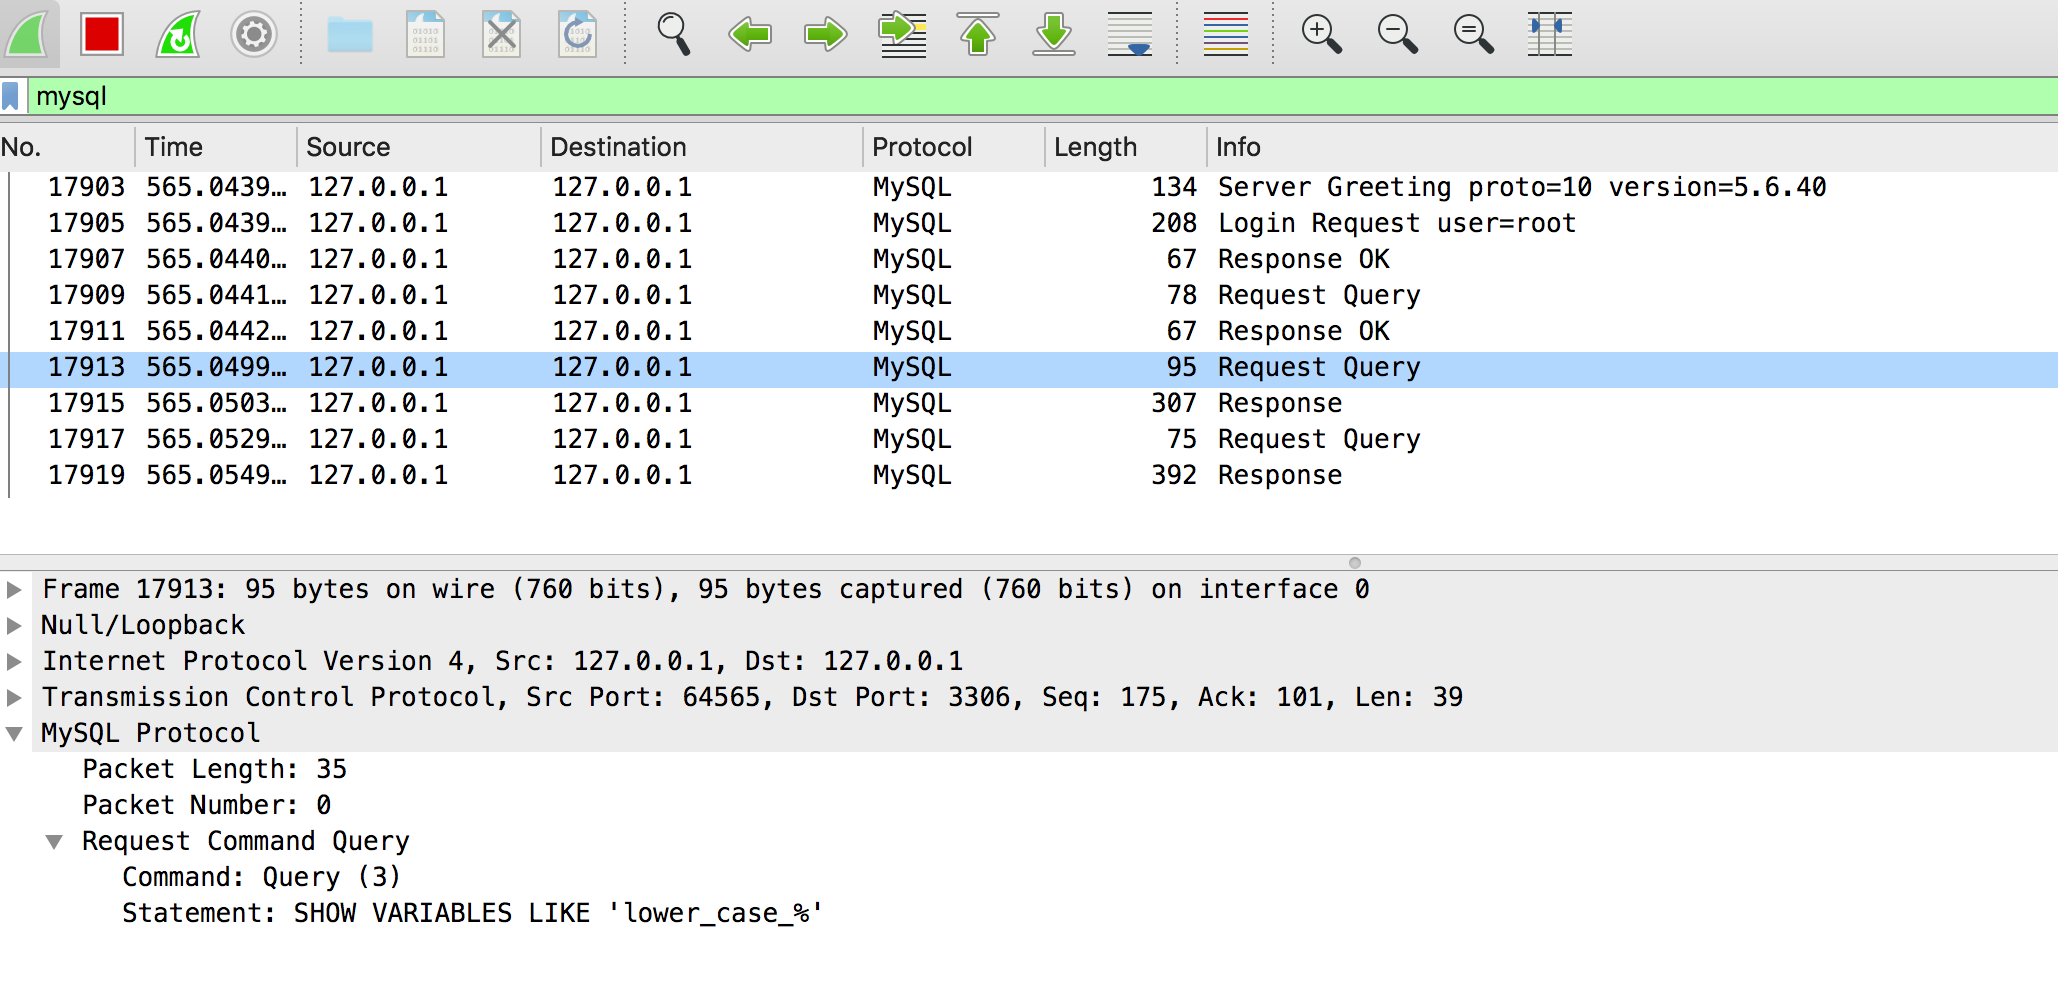 mysql
No. Time Source Destination Protocol Length Info
17903 565.0439… 127.0.0.1 127.0.0.1 MySQL 134 Server Greeting proto=10 version=5.6.40
17905 565.0439… 127.0.0.1 127.0.0.1 MySQL 208 Login Request user=root
17907 565.0440… 127.0.0.1 127.0.0.1 MySQL 67 Response OK
17909 565.0441… 127.0.0.1 127.0.0.1 MySQL 78 Request Query
17911 565.0442… 127.0.0.1 127.0.0.1 MySQL 67 Response OK
17913 565.0499… 127.0.0.1 127.0.0.1 MySQL 95 Request Query
17915 565.0503… 127.0.0.1 127.0.0.1 MySQL 307 Response
17917 565.0529… 127.0.0.1 127.0.0.1 MySQL 75 Request Query
17919 565.0549… 127.0.0.1 127.0.0.1 MySQL 392 Response
Frame 17913: 95 bytes on wire (760 bits), 95 bytes captured (760 bits) on interface 0
Null/Loopback
Internet Protocol Version 4, Src: 127.0.0.1, Dst: 127.0.0.1
Transmission Control Protocol, Src Port: 64565, Dst Port: 3306, Seq: 175, Ack: 101, Len: 39
MySQL Protocol
Packet Length: 35
Packet Number: 0
Request Command Query
Command: Query (3)
Statement: SHOW VARIABLES LIKE 'lower_case_%'